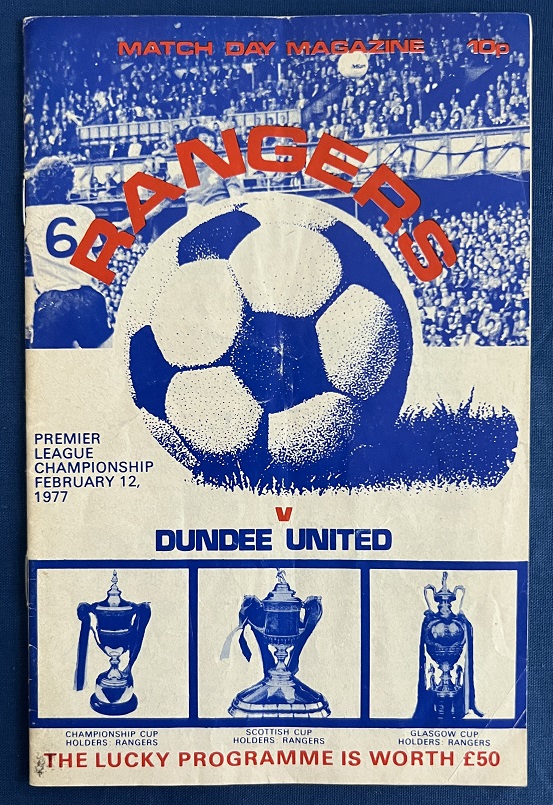 MATCH DAY MAGAZINE 10p
RANGERS
6
PREMIER
LEAGUE
CHAMPIONSHIP
FEBRUARY 12,
1977
v
DUNDEE UNITED
CHAMPIONSHIP CUP
HOLDERS: RANGERS
SCOTTISH CUP
HOLDERS: RANGERS
GLASGOW CUP
HOLDERS: RANGERS
THE LUCKY PROGRAMME IS WORTH £50